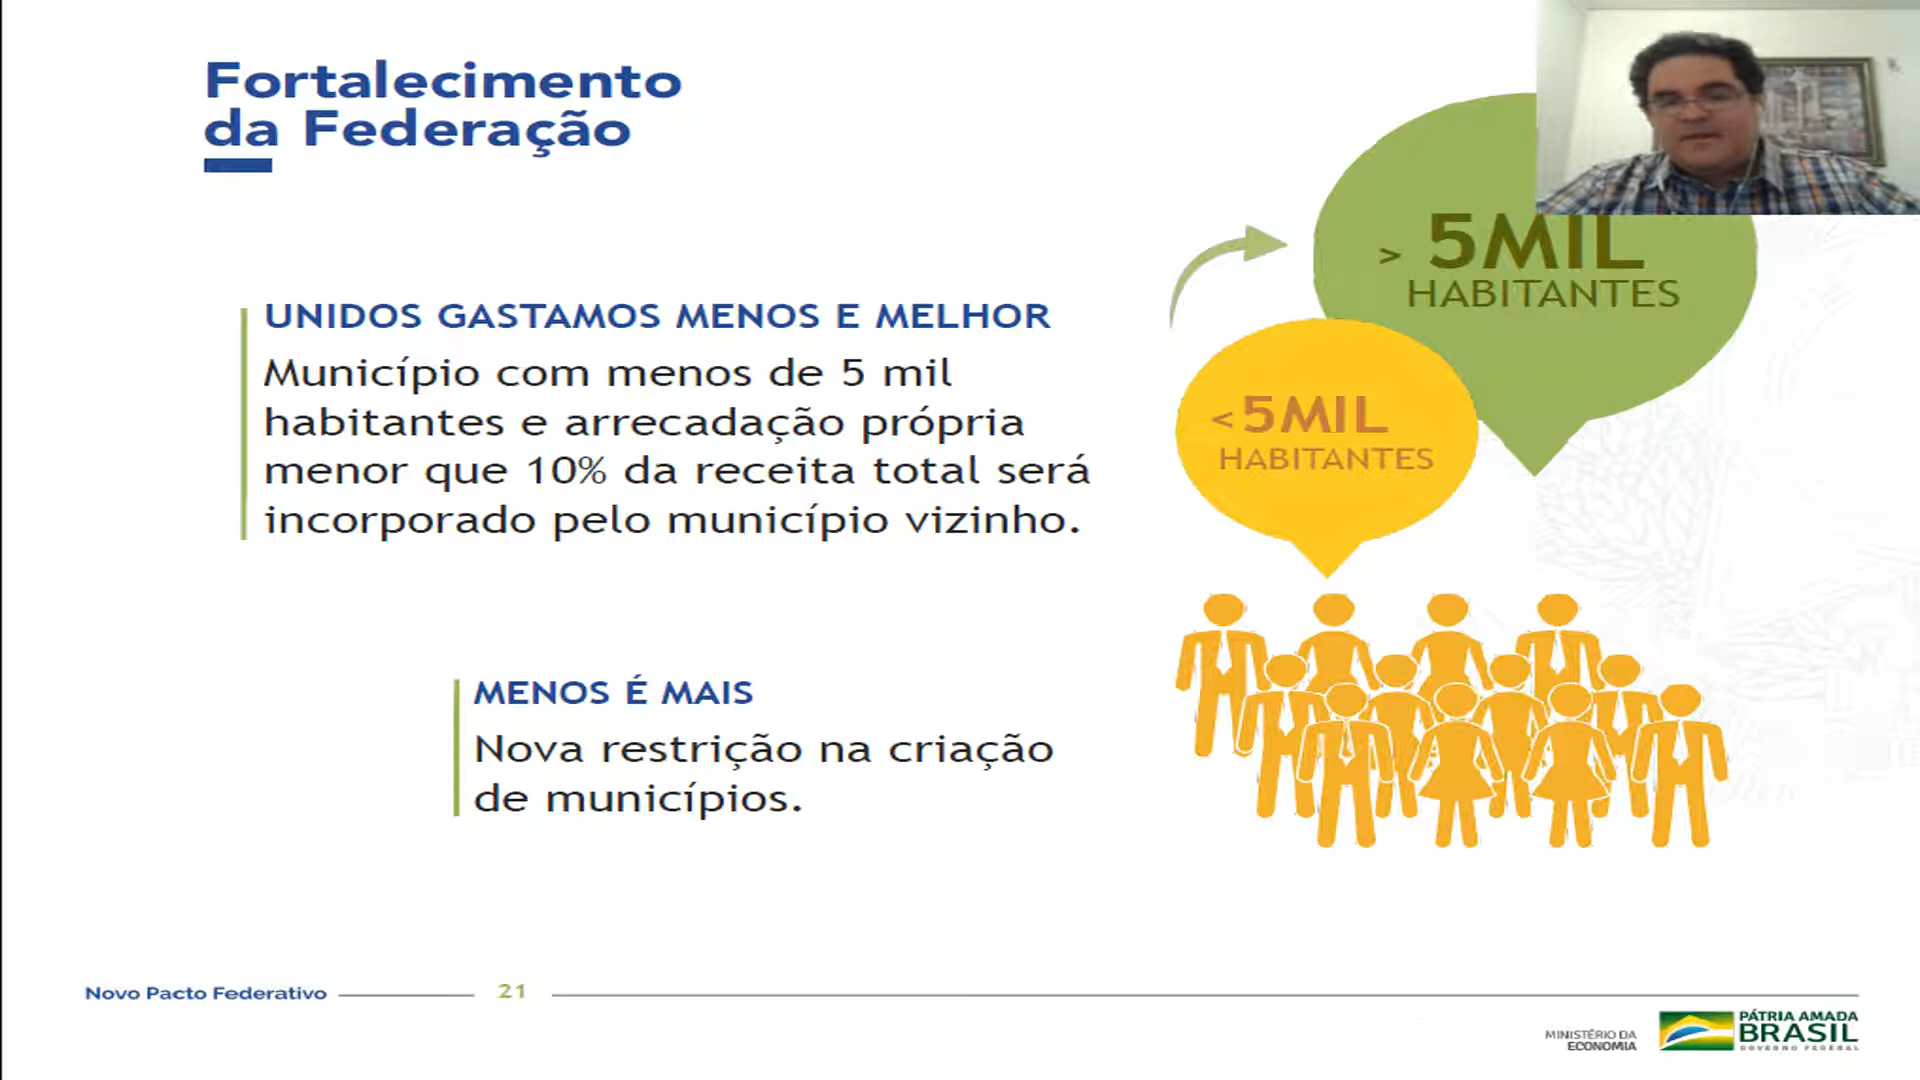 Fortalecimento
da Federação
UNIDOS GASTAMOS MENOS E MELHOR
Município com menos de 5 mil
habitantes e arrecadação própria
menor que 10% da receita total será
incorporado pelo município vizinho.
MENOS É MAIS
Nova restrição na criação
de municípios.
> 5MIL
HABITANTES
<5MIL
HABITANTES
Novo Pacto Federativo
21
MINISTÉRIO DA
ECONOMIA
PÁTRIA AMADA
BRASIL
GOVERNO FEDERAL